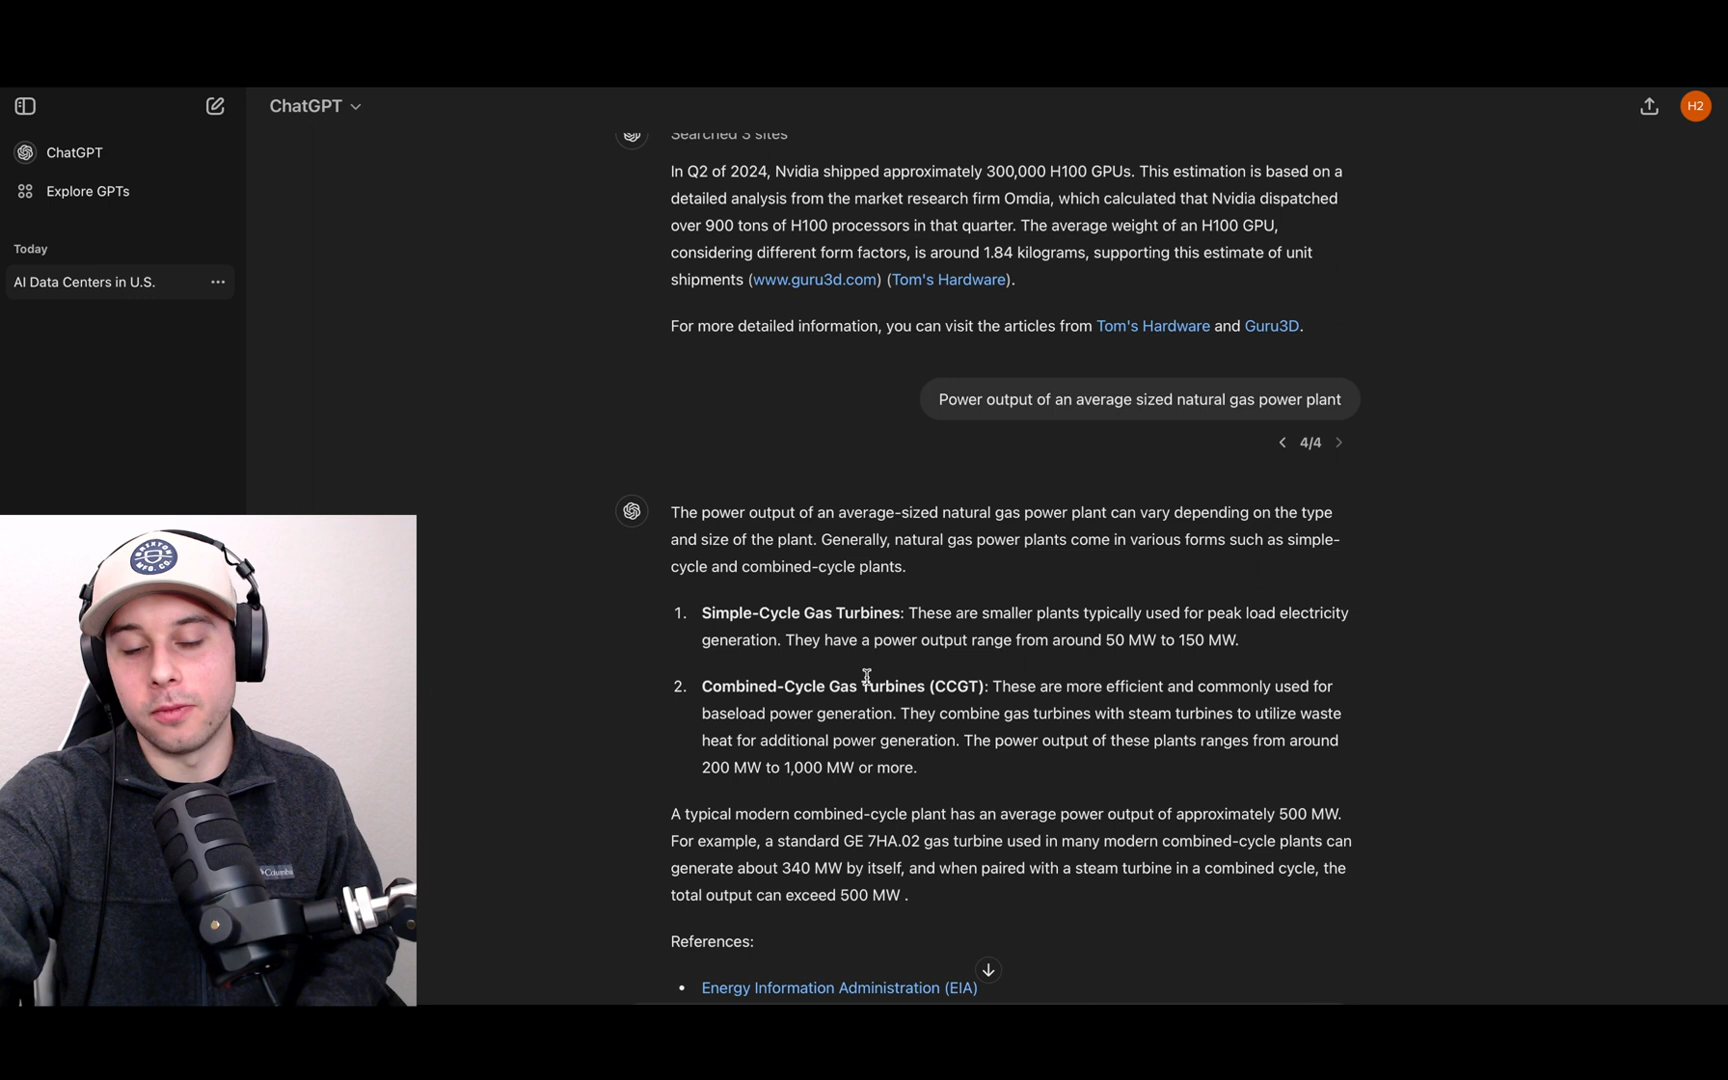 ChatGPT
H2
ChatGPT
Explore GPTs
Today
AI Data Centers in U.S.
Searched 3 sites
In Q2 of 2024, Nvidia shipped approximately 300,000 H100 GPUs. This estimation is based on a
detailed analysis from the market research firm Omdia, which calculated that Nvidia dispatched
over 900 tons of H100 processors in that quarter. The average weight of an H100 GPU,
considering different form factors, is around 1.84 kilograms, supporting this estimate of unit
shipments (www.guru3d.com) (Tom's Hardware).
For more detailed information, you can visit the articles from Tom's Hardware and Guru3D.
Power output of an average sized natural gas power plant
4/4
The power output of an average-sized natural gas power plant can vary depending on the type
and size of the plant. Generally, natural gas power plants come in various forms such as simple-
cycle and combined-cycle plants.
1. Simple-Cycle Gas Turbines: These are smaller plants typically used for peak load electricity
generation. They have a power output range from around 50 MW to 150 MW.
2. Combined-Cycle Gas Turbines (CCGT): These are more efficient and commonly used for
baseload power generation. They combine gas turbines with steam turbines to utilize waste
heat for additional power generation. The power output of these plants ranges from around
200 MW to 1,000 MW or more.
A typical modern combined-cycle plant has an average power output of approximately 500 MW.
For example, a standard GE 7HA.02 gas turbine used in many modern combined-cycle plants can
generate about 340 MW by itself, and when paired with a steam turbine in a combined cycle, the
total output can exceed 500 MW .
References:
• Energy Information Administration (EIA)
MFG. CO.
Columbia